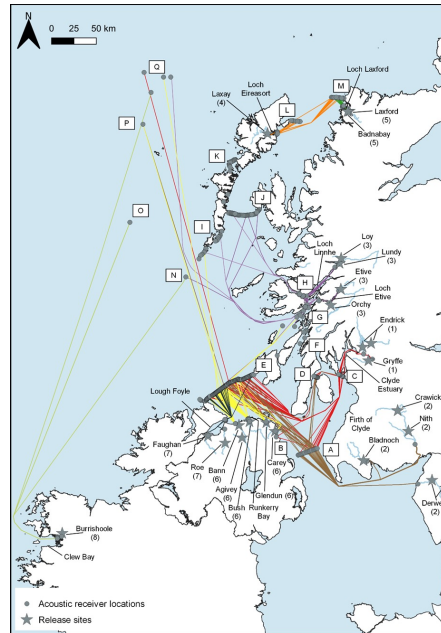 N
0 25 50 km
Q
Loch Laxford
M
Loch
Eireasort
Laxay
(4)
L
Laxford
(5)
P
Badnabay
(5)
K
J
O
I
Loy
(3)
Loch
Linnhe
Lundy
(3)
N
H
Etive
(3)
Orchy
(3)
Loch
Etive
G
Endrick
(1)
F
E
Gryffe
(1)
D
C
Clyde
Estuary
Lough Foyle
Crawick
(2)
Nith
(2)
Firth of
Clyde
Faughan
(7)
B
A
Bladnoch
(2)
Roe
(7)
Bann
(6)
Carey
(6)
Agivey
(6)
Glendun (6)
Bush
(6)
Runkerry
Bay
Derwe
(2)
Burrishoole
(8)
Clew Bay
Acoustic receiver locations
Release sites